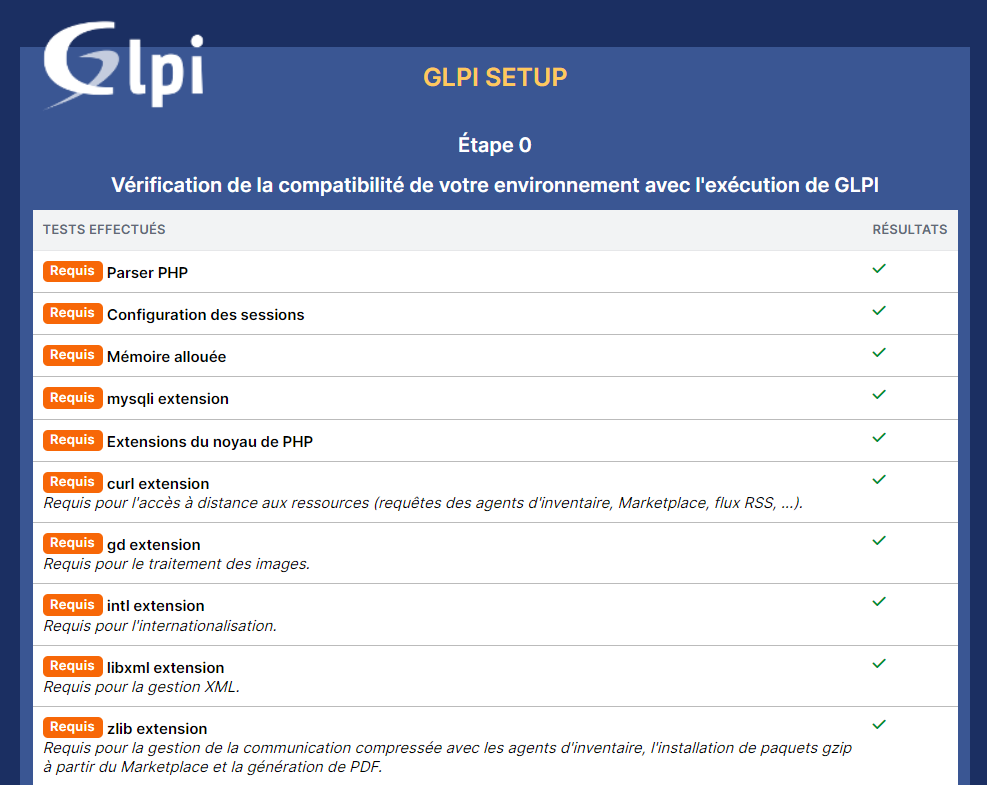 Glpi
GLPI SETUP
Étape 0
Vérification de la compatibilité de votre environnement avec l'exécution de GLPI
TESTS EFFECTUÉS RÉSULTATS
Requis Parser PHP
Requis Configuration des sessions
Requis Mémoire allouée
Requis mysqli extension
Requis Extensions du noyau de PHP
Requis curl extension
Requis pour l'accès à distance aux ressources (requêtes des agents d'inventaire, Marketplace, flux RSS, ...).
Requis gd extension
Requis pour le traitement des images.
Requis intl extension
Requis pour l'internationalisation.
Requis libxml extension
Requis pour la gestion XML.
Requis zlib extension
Requis pour la gestion de la communication compressée avec les agents d'inventaire, l'installation de paquets gzip
à partir du Marketplace et la génération de PDF.